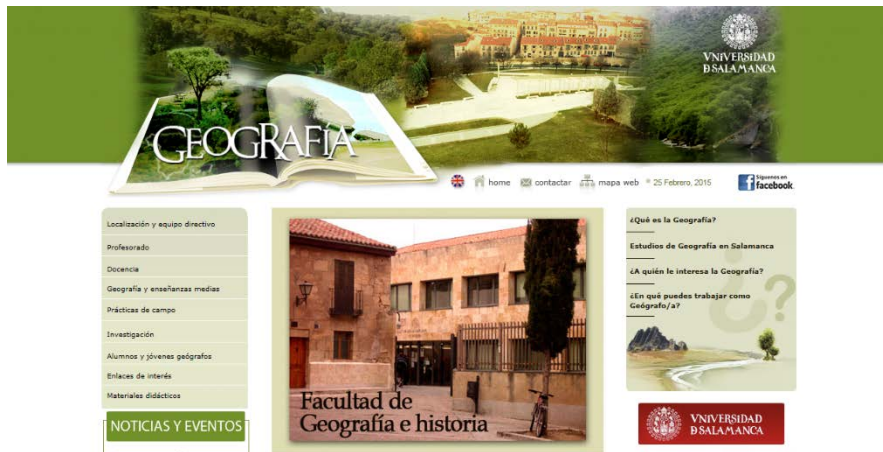 VNiVERSiDAD
D SALAMANCA
GEOGRAFÍA
home
contactar
mapa web
25 Febrero, 2015
Síguenos en
facebook.
Localización y equipo directivo
Profesorado
Docencia
Geografía y enseñanzas medias
Prácticas de campo
Investigación
Alumnos y jóvenes geógrafos
Enlaces de interés
Materiales didácticos
NOTICIAS Y EVENTOS
Facultad de
Geografía e historia
¿Qué es la Geografía?
Estudios de Geografía en Salamanca
¿A quién le interesa la Geografía?
¿En qué puedes trabajar como
Geógrafo/a?
¿?
VNiVERSiDAD
D SALAMANCA